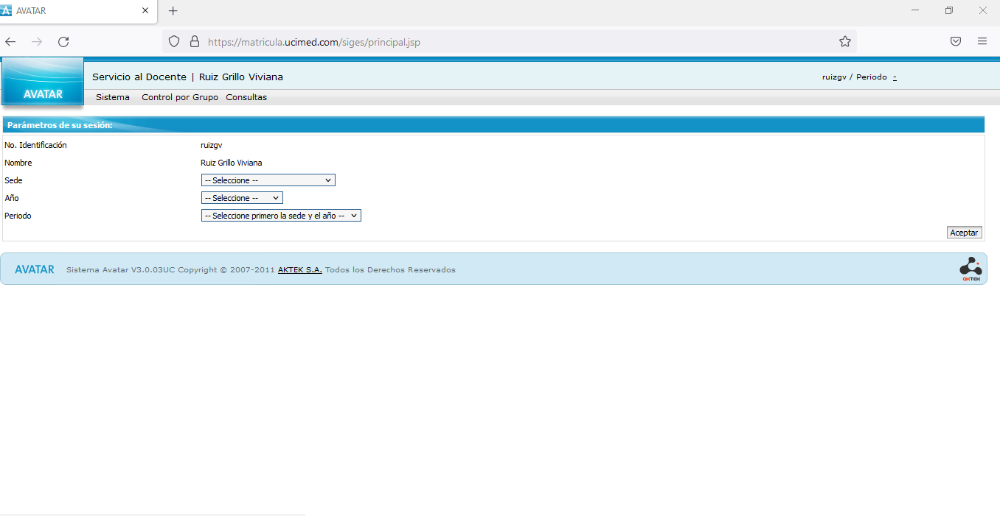 AVATAR
https://matricula.ucimed.com/siges/principal.jsp
Servicio al Docente | Ruiz Grillo Viviana
ruizgv / Periodo -
AVATAR
Sistema Control por Grupo Consultas
Parámetros de su sesión:
No. Identificación ruizgv
Nombre Ruiz Grillo Viviana
Sede -- Seleccione --
Año -- Seleccione --
Periodo -- Seleccione primero la sede y el año --
Aceptar
AVATAR Sistema Avatar V3.0.03UC Copyright © 2007-2011 AKTEK S.A. Todos los Derechos Reservados
AKTEK